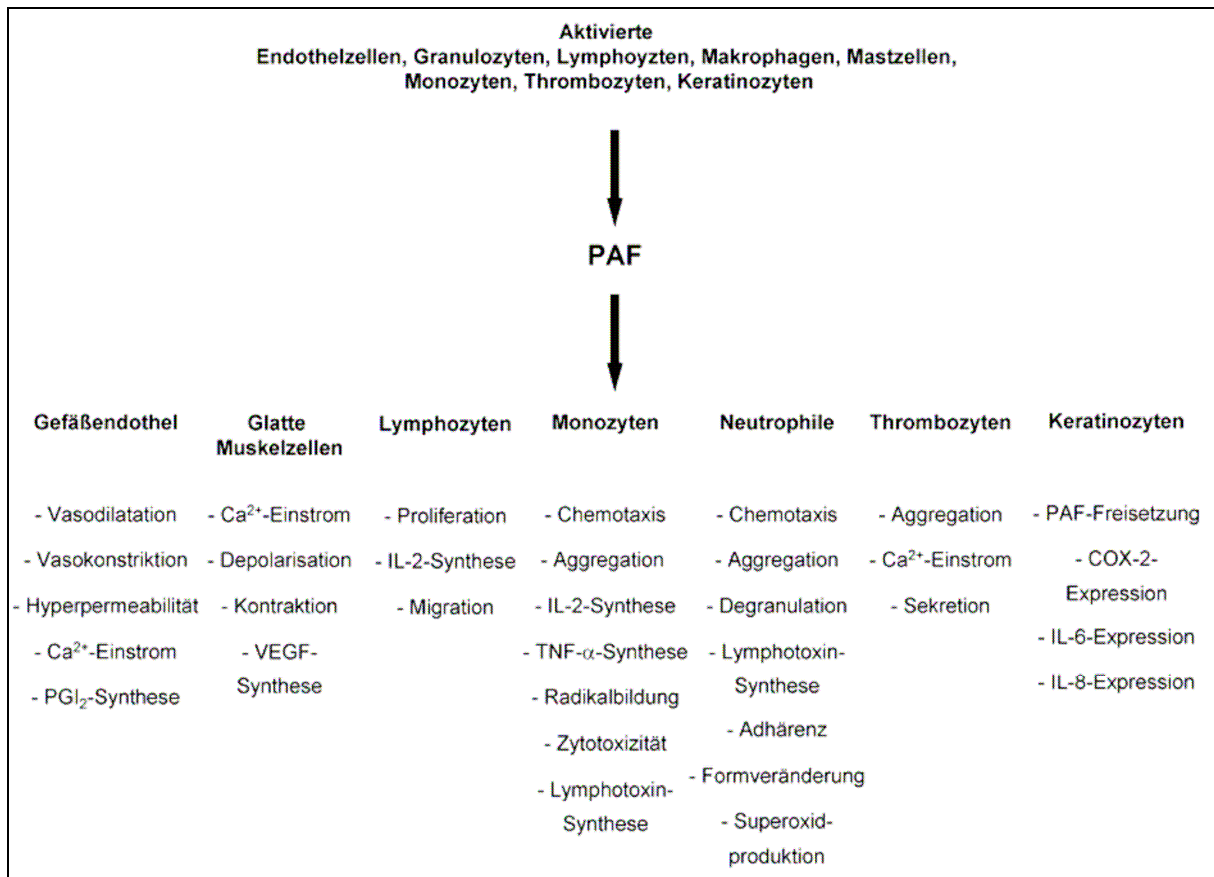 Aktivierte
Endothelzellen, Granulozyten, Lymphoyzten, Makrophagen, Mastzellen,
Monozyten, Thrombozyten, Keratinozyten
PAF
Gefäßendothel
- Vasodilatation
- Vasokonstriktion
- Hyperpermeabilität
- Ca²⁺-Einstrom
- PGI₂-Synthese
Glatte
Muskelzellen
- Ca²⁺-Einstrom
- Depolarisation
- Kontraktion
- VEGF-
Synthese
Lymphozyten
- Proliferation
- IL-2-Synthese
- Migration
Monozyten
- Chemotaxis
- Aggregation
- IL-2-Synthese
- TNF-α-Synthese
- Radikalbildung
- Zytotoxizität
- Lymphotoxin-
Synthese
Neutrophile
- Chemotaxis
- Aggregation
- Degranulation
- Lymphotoxin-
Synthese
- Adhärenz
- Formveränderung
- Superoxid-
produktion
Thrombozyten
- Aggregation
- Ca²⁺-Einstrom
- Sekretion
Keratinozyten
- PAF-Freisetzung
- COX-2-
Expression
- IL-6-Expression
- IL-8-Expression